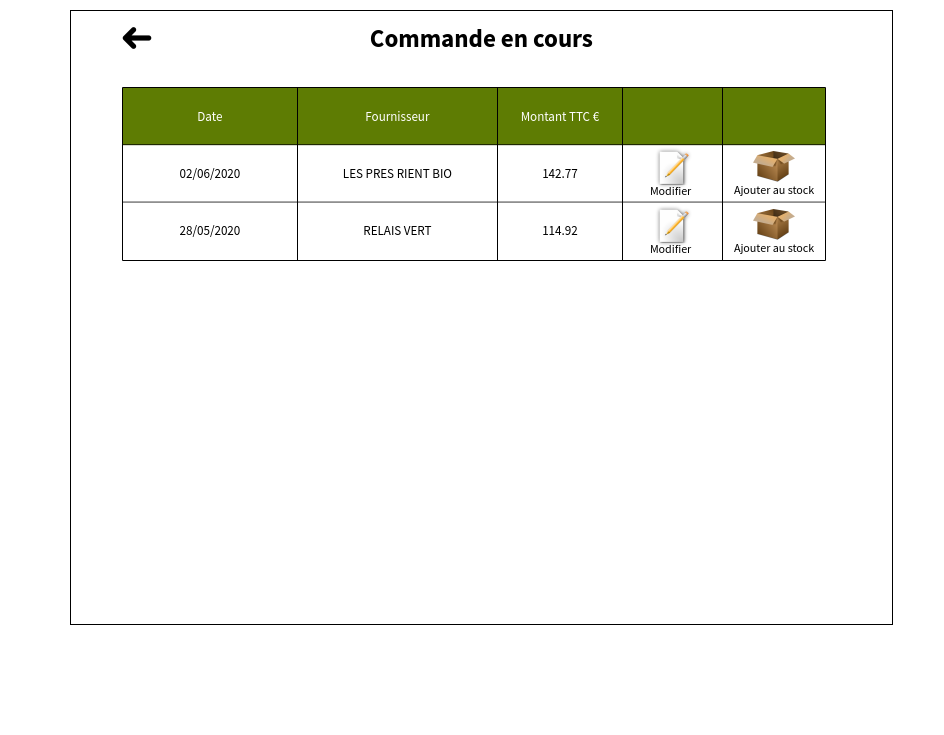 Commande en cours
Date Fournisseur Montant TTC €
02/06/2020 LES PRES RIENT BIO 142.77 Modifier Ajouter au stock
28/05/2020 RELAIS VERT 114.92 Modifier Ajouter au stock